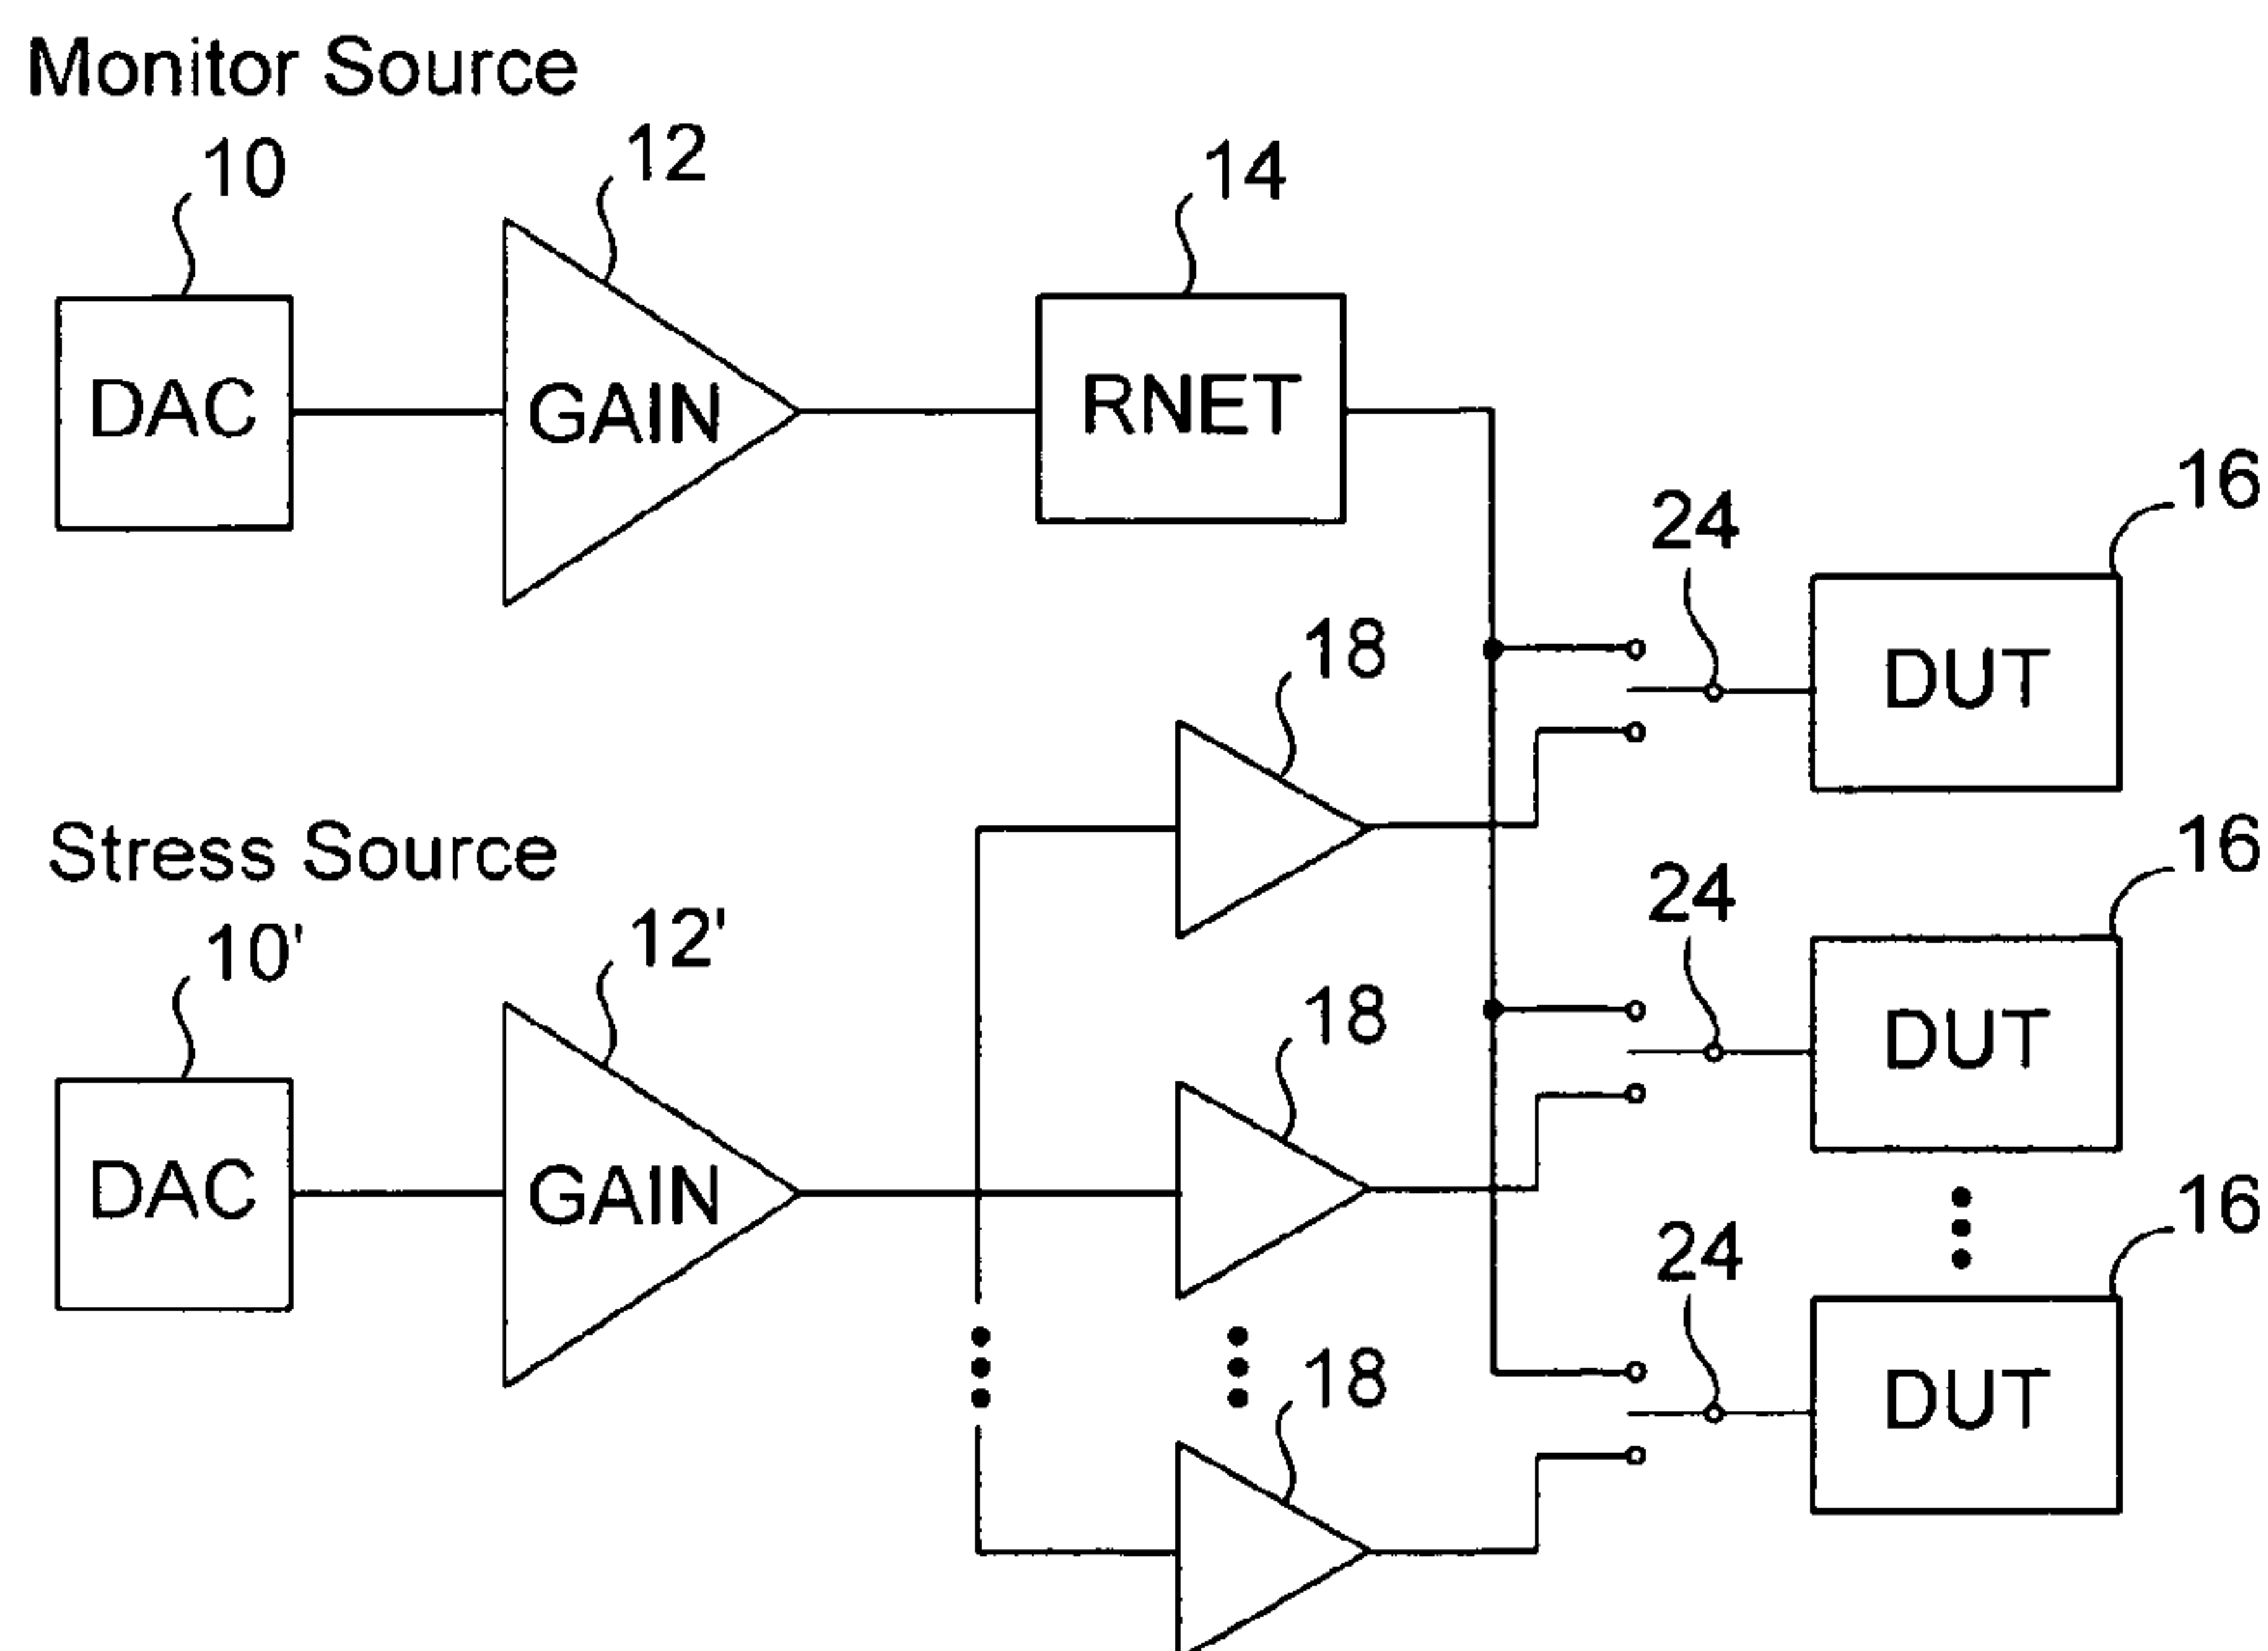 Monitor Source
10
12
14
DAC
GAIN
RNET
16
24
DUT
18
Stress Source
16
24
10'
12'
18
DUT
DAC
GAIN
16
24
18
DUT